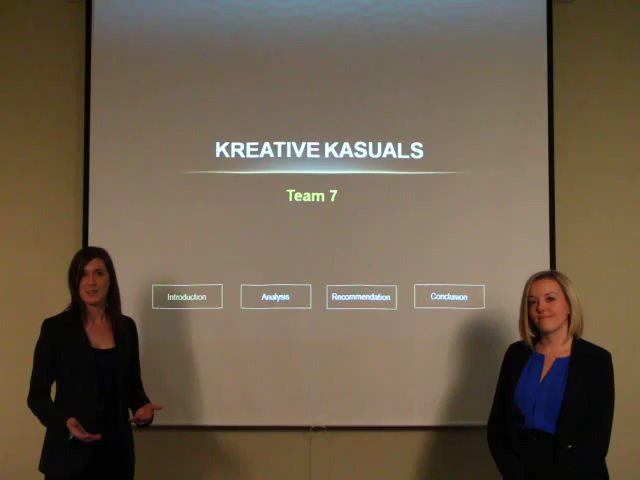 KREATIVE KASUALS
Team 7
Introduction
Analysis
Recommendation
Conclusion